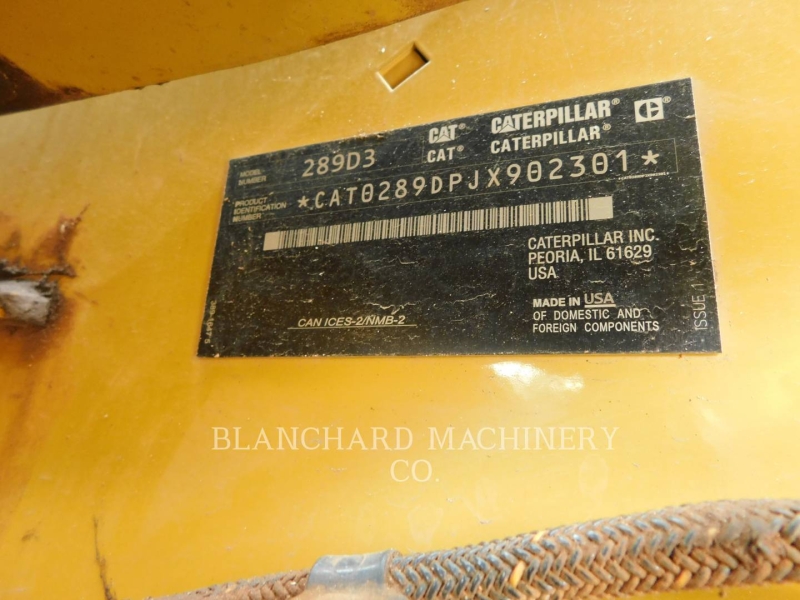 MODEL NUMBER 289D3 CAT® CATERPILLAR® C®
CAT® CATERPILLAR®
PRODUCT IDENTIFICATION NUMBER *CAT0289DPJX902301*
CATERPILLAR INC.
PEORIA, IL 61629
USA
MADE IN USA
OF DOMESTIC AND
FOREIGN COMPONENTS
CAN ICES-2/NMB-2
ISSUE 1
BLANCHARD MACHINERY
CO.